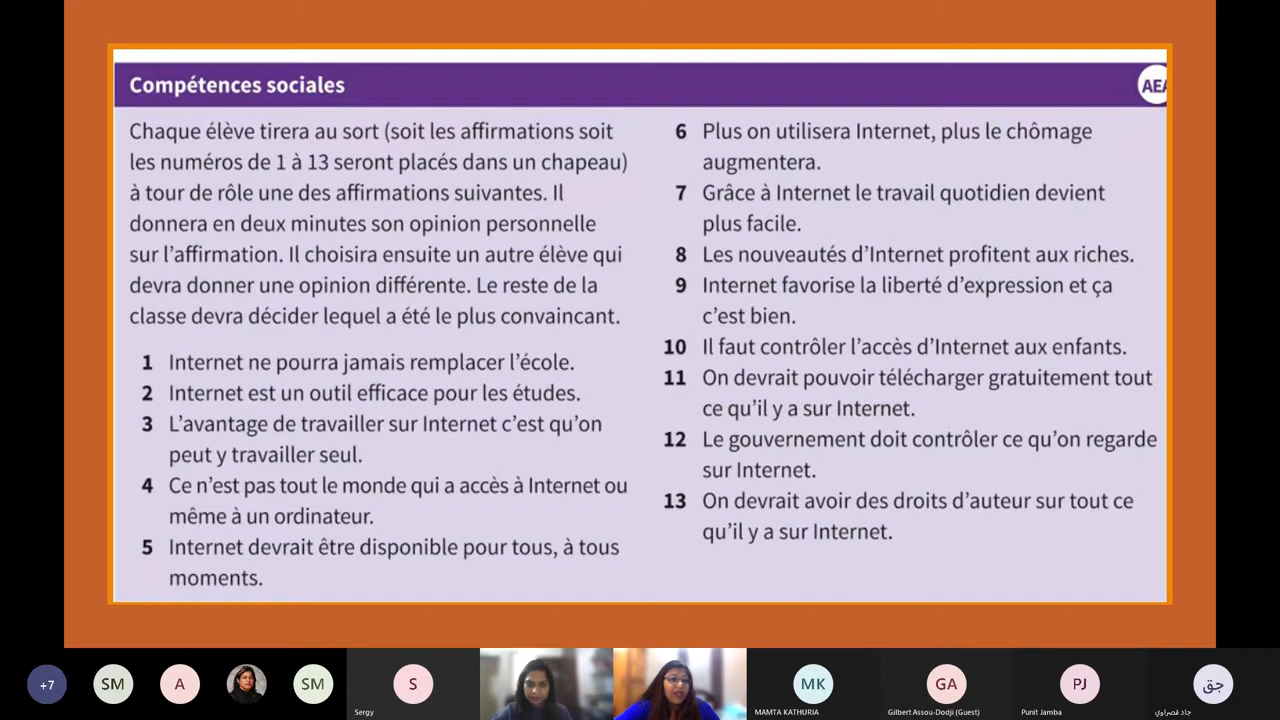 Compétences sociales
AEA
Chaque élève tirera au sort (soit les affirmations soit
les numéros de 1 à 13 seront placés dans un chapeau)
à tour de rôle une des affirmations suivantes. Il
donnera en deux minutes son opinion personnelle
sur l'affirmation. Il choisira ensuite un autre élève qui
devra donner une opinion différente. Le reste de la
classe devra décider lequel a été le plus convaincant.
1 Internet ne pourra jamais remplacer l'école.
2 Internet est un outil efficace pour les études.
3 L'avantage de travailler sur Internet c'est qu'on
peut y travailler seul.
4 Ce n'est pas tout le monde qui a accès à Internet ou
même à un ordinateur.
5 Internet devrait être disponible pour tous, à tous
moments.
6 Plus on utilisera Internet, plus le chômage
augmentera.
7 Grâce à Internet le travail quotidien devient
plus facile.
8 Les nouveautés d'Internet profitent aux riches.
9 Internet favorise la liberté d'expression et ça
c'est bien.
10 Il faut contrôler l'accès d'Internet aux enfants.
11 On devrait pouvoir télécharger gratuitement tout
ce qu'il y a sur Internet.
12 Le gouvernement doit contrôler ce qu'on regarde
sur Internet.
13 On devrait avoir des droits d'auteur sur tout ce
qu'il y a sur Internet.
+7
SM
A
SM
S
Sergy
MK
MAMTA KATHURIA
GA
Gilbert Assou-Dodji (Guest)
PJ
Punit Jamba
جق
جاد قصراوي